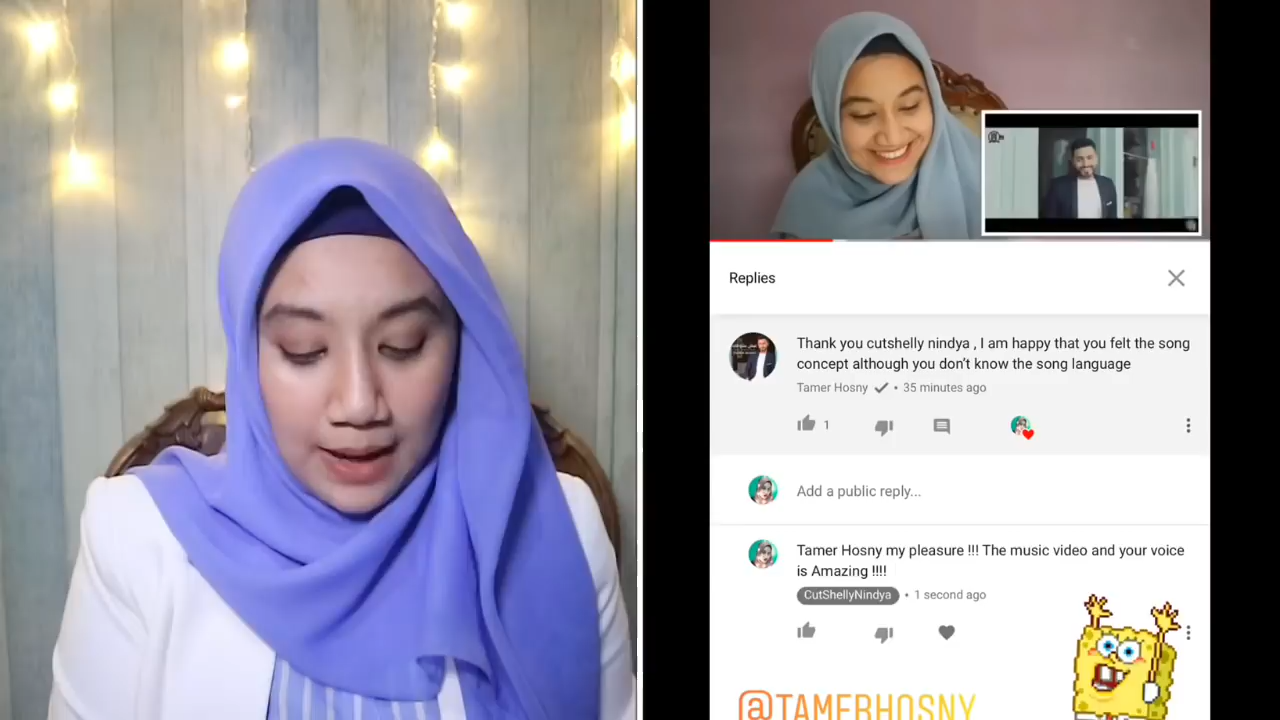 Replies
Thank you cutshelly nindya , I am happy that you felt the song
concept although you don’t know the song language
Tamer Hosny • 35 minutes ago
1
Add a public reply...
Tamer Hosny my pleasure !!! The music video and your voice
is Amazing !!!!
CutShellyNindya • 1 second ago
@TAMERHOSNY